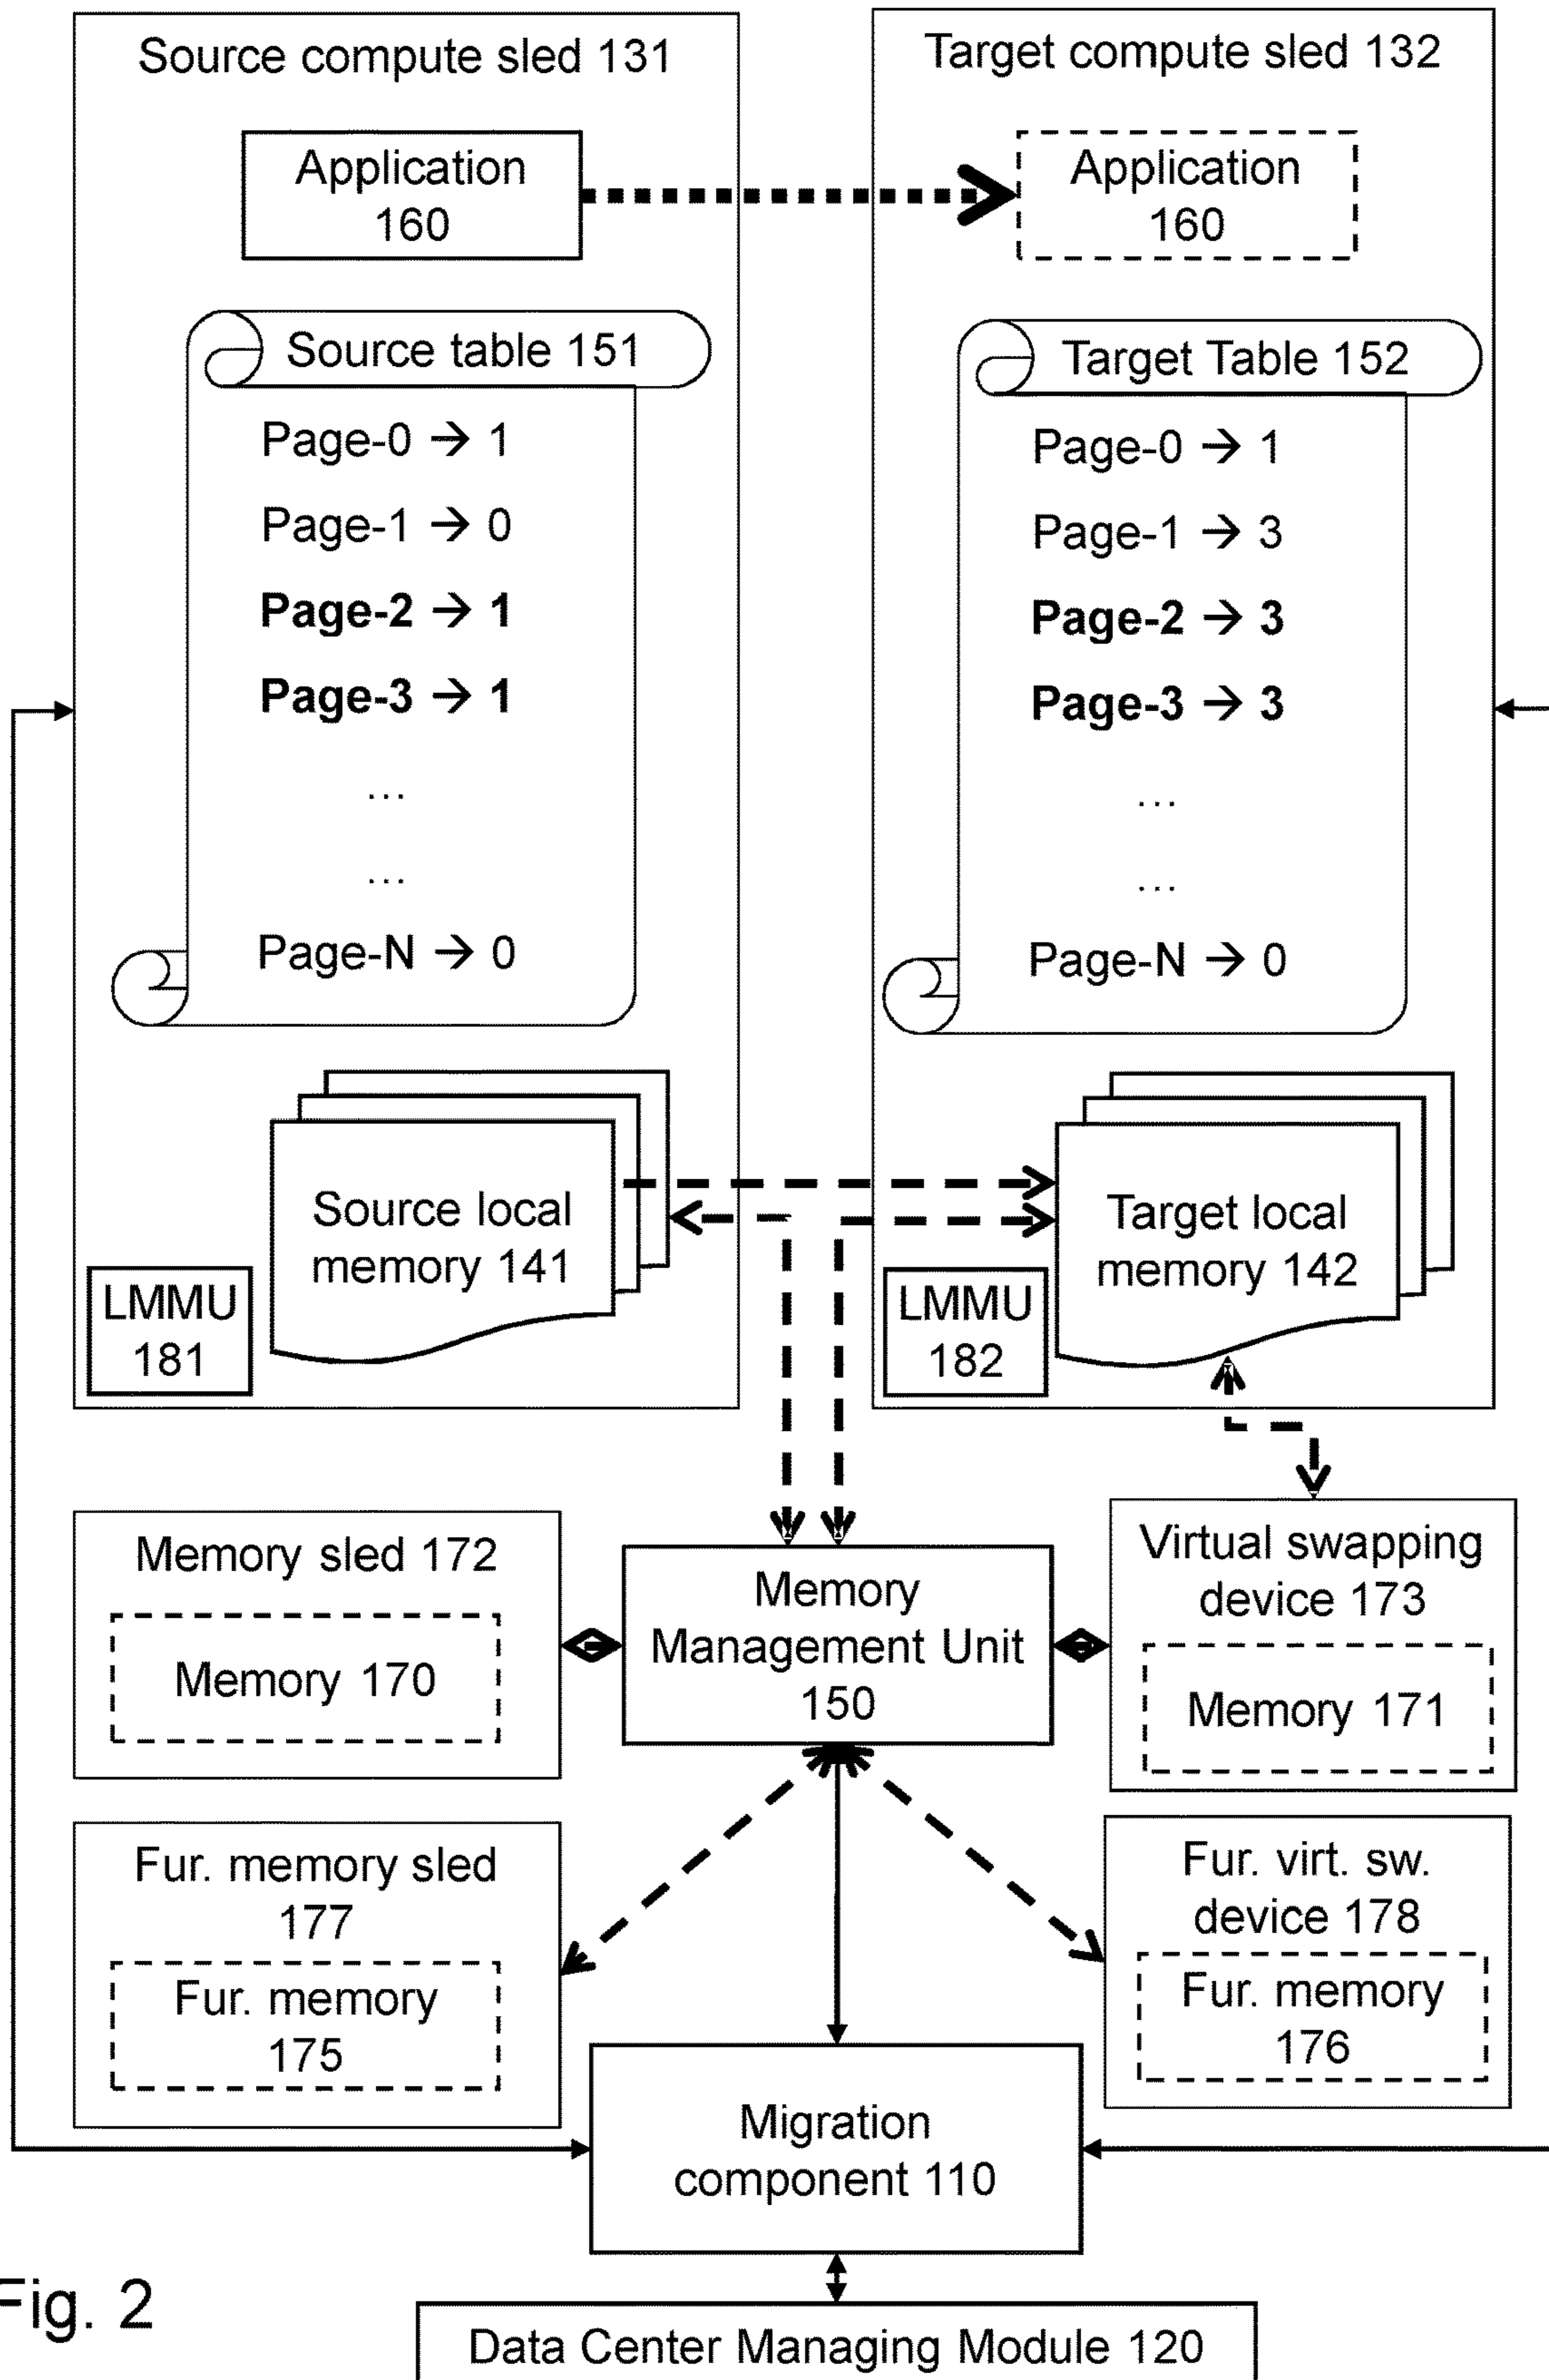 Source compute sled 131
Application
160
Source table 151
Page-0 → 1
Page-1 → 0
Page-2 → 1
Page-3 → 1
...
...
Page-N → 0
Source local
memory 141
LMMU
181
Target compute sled 132
Application
160
Target Table 152
Page-0 → 1
Page-1 → 3
Page-2 → 3
Page-3 → 3
...
...
Page-N → 0
Target local
memory 142
LMMU
182
Memory sled 172
Memory 170
Memory
Management Unit
150
Virtual swapping
device 173
Memory 171
Fur. memory sled
177
Fur. memory
175
Fur. virt. sw.
device 178
Fur. memory
176
Migration
component 110
Data Center Managing Module 120
Fig. 2